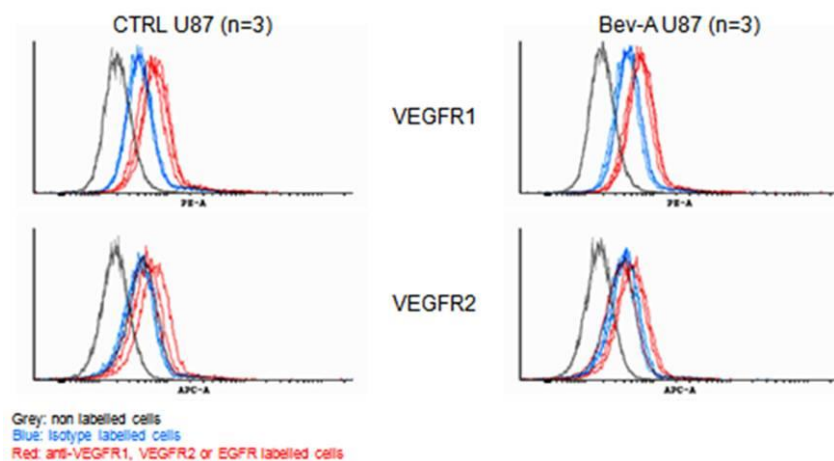 CTRL U87 (n=3)
Bev-A U87 (n=3)
VEGFR1
PE-A
PE-A
VEGFR2
APC-A
APC-A
Grey: non labelled cells
Blue: Isotype labelled cells
Red: anti-VEGFR1, VEGFR2 or EGFR labelled cells